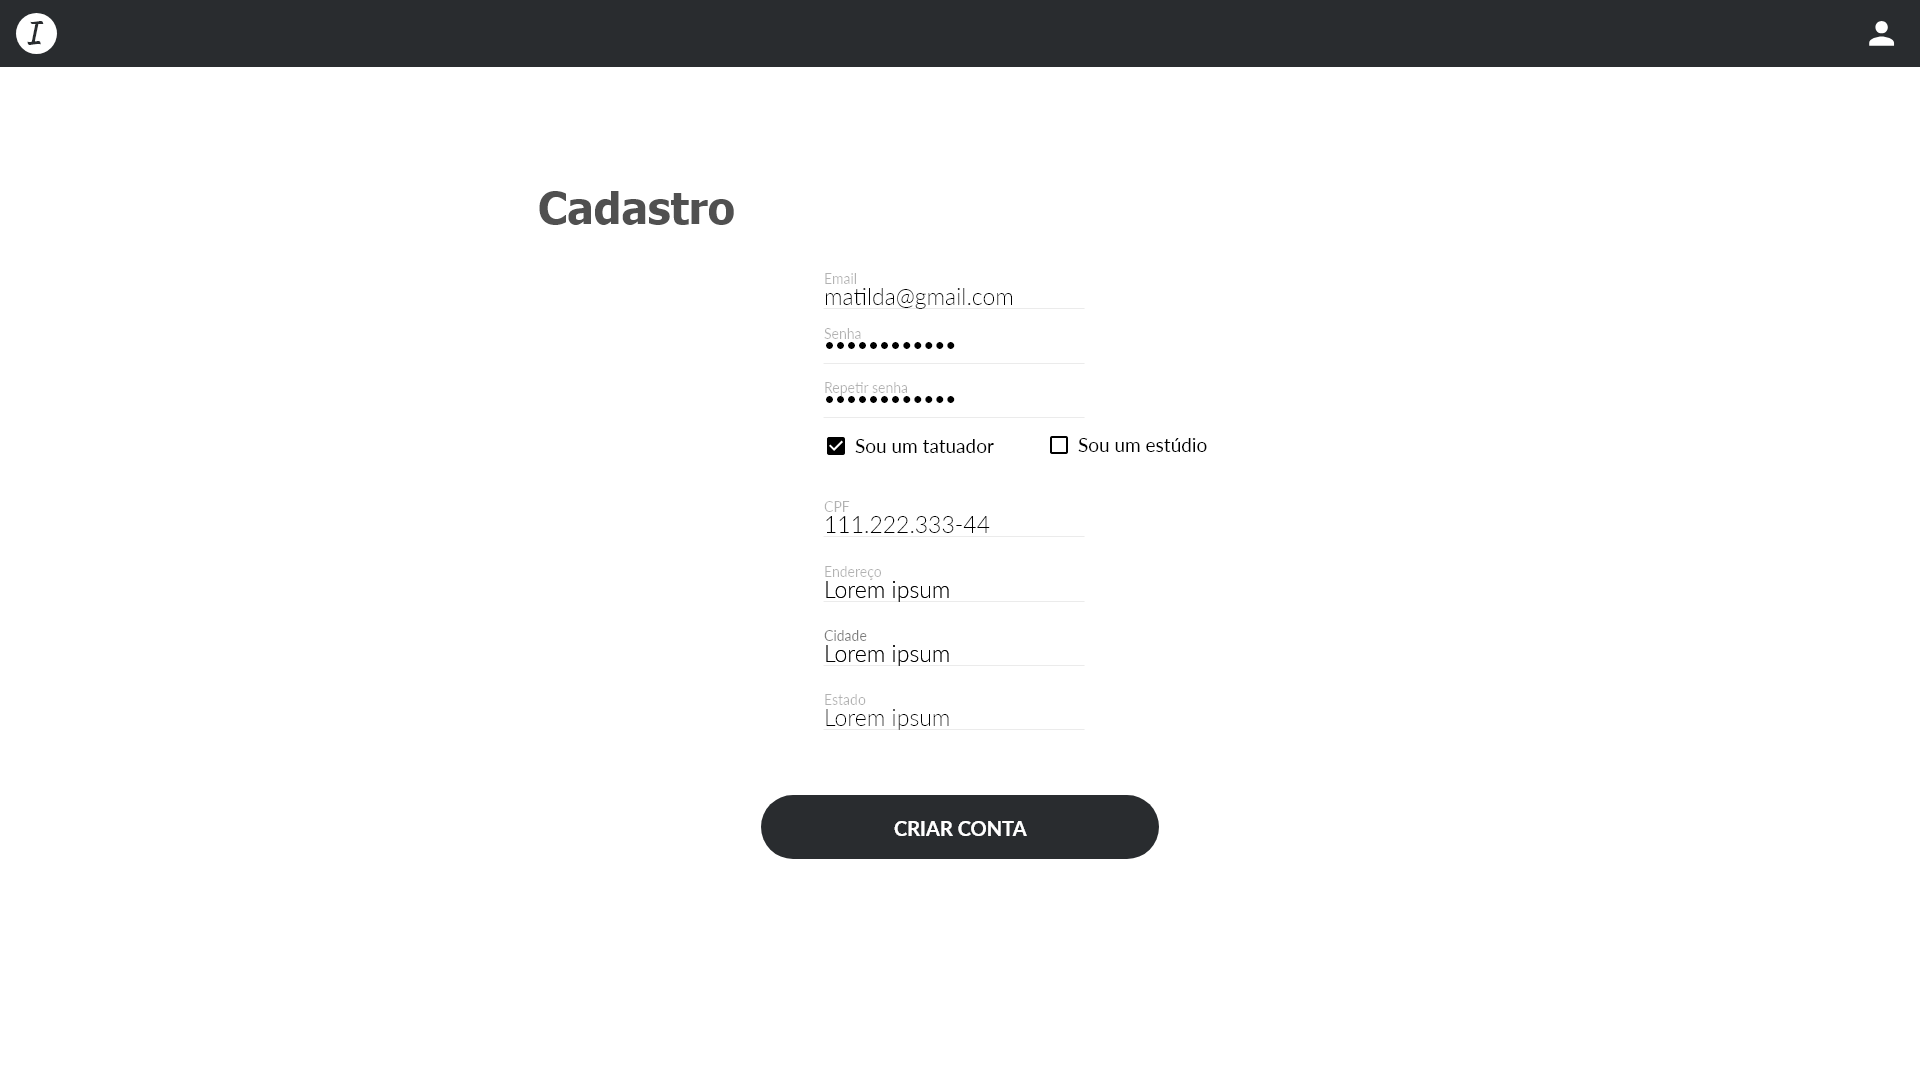 I
Cadastro
Email
matilda@gmail.com
Senha
••••••••••••
Repetir senha
••••••••••••
Sou um tatuador Sou um estúdio
CPF
111.222.333-44
Endereço
Lorem ipsum
Cidade
Lorem ipsum
Estado
Lorem ipsum
CRIAR CONTA